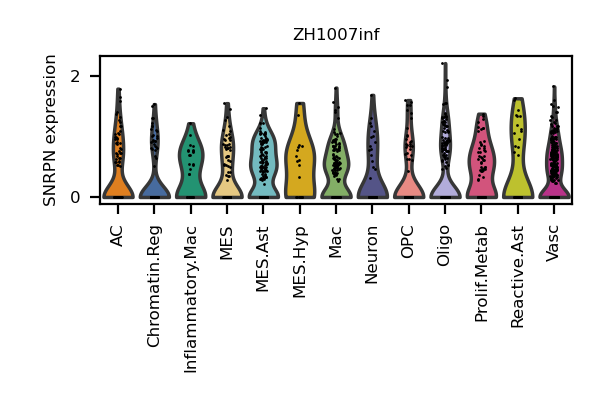 ZH1007inf
SNRPN expression
2
0
AC
Chromatin.Reg
Inflammatory.Mac
MES
MES.Ast
MES.Hyp
Mac
Neuron
OPC
Oligo
Prolif.Metab
Reactive.Ast
Vasc